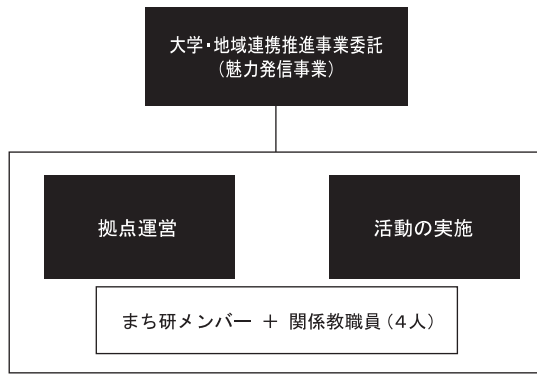 大学・地域連携推進事業委託
(魅力発信事業)
拠点運営
活動の実施
まち研メンバー + 関係教職員(4人)